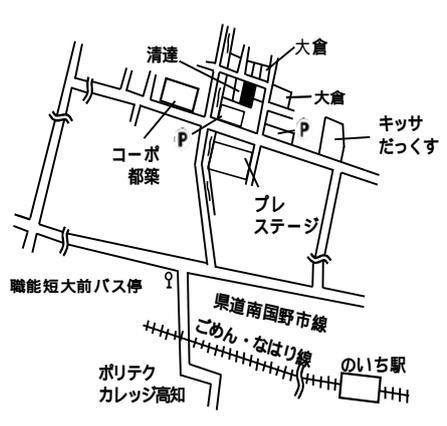 清達
大倉
大倉
P
P
キッサ
だっくす
コーポ
都築
プレ
ステージ
職能短大前バス停
県道南国野市線
ごめん・なはり線
のいち駅
ポリテク
カレッジ高知